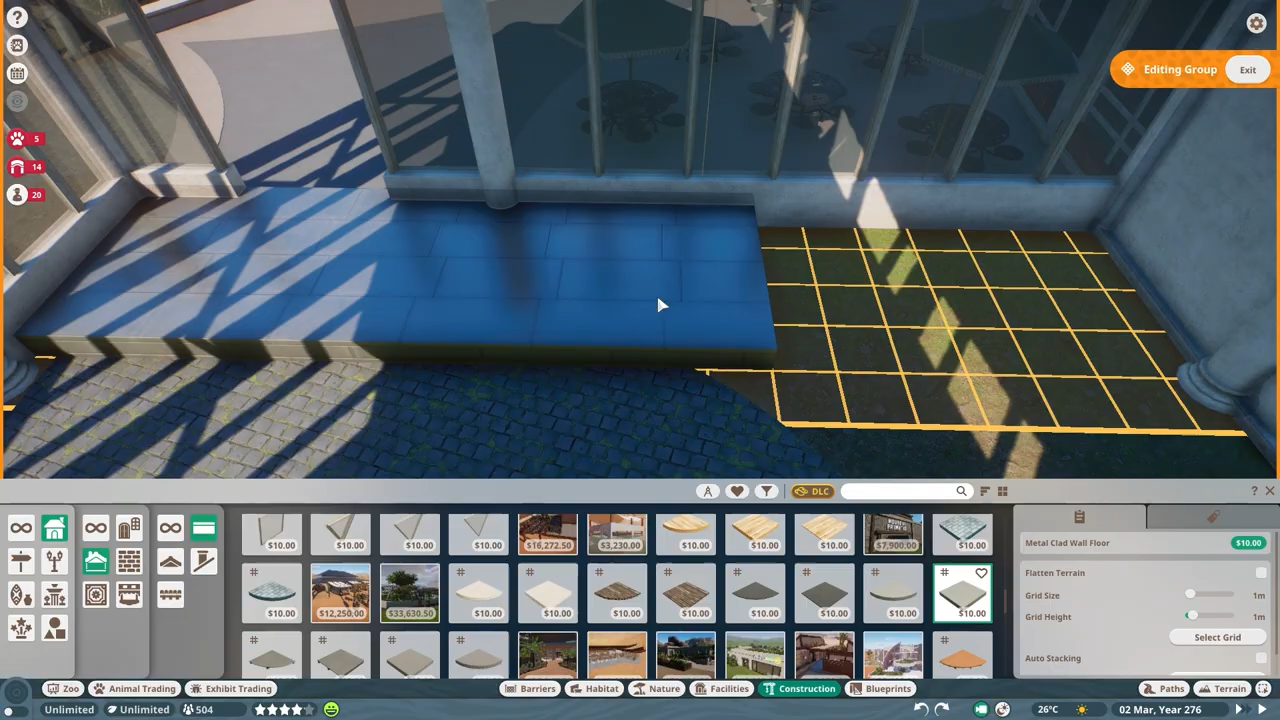 ?
Editing Group Exit
5
14
20
DLC
?
$10.00 $10.00 $10.00 $10.00 $16,272.50 $3,230.00 $10.00 $10.00 $10.00 $7,900.00 $10.00
$10.00 $12,250.00 $33,630.50 $10.00 $10.00 $10.00 $10.00 $10.00 $10.00 $10.00 $10.00
Metal Clad Wall Floor $10.00
Flatten Terrain
Grid Size 1m
Grid Height 1m
Select Grid
Auto Stacking
Zoo Animal Trading Exhibit Trading Barriers Habitat Nature Facilities Construction Blueprints Paths Terrain
Unlimited Unlimited 504 26°C 02 Mar, Year 276